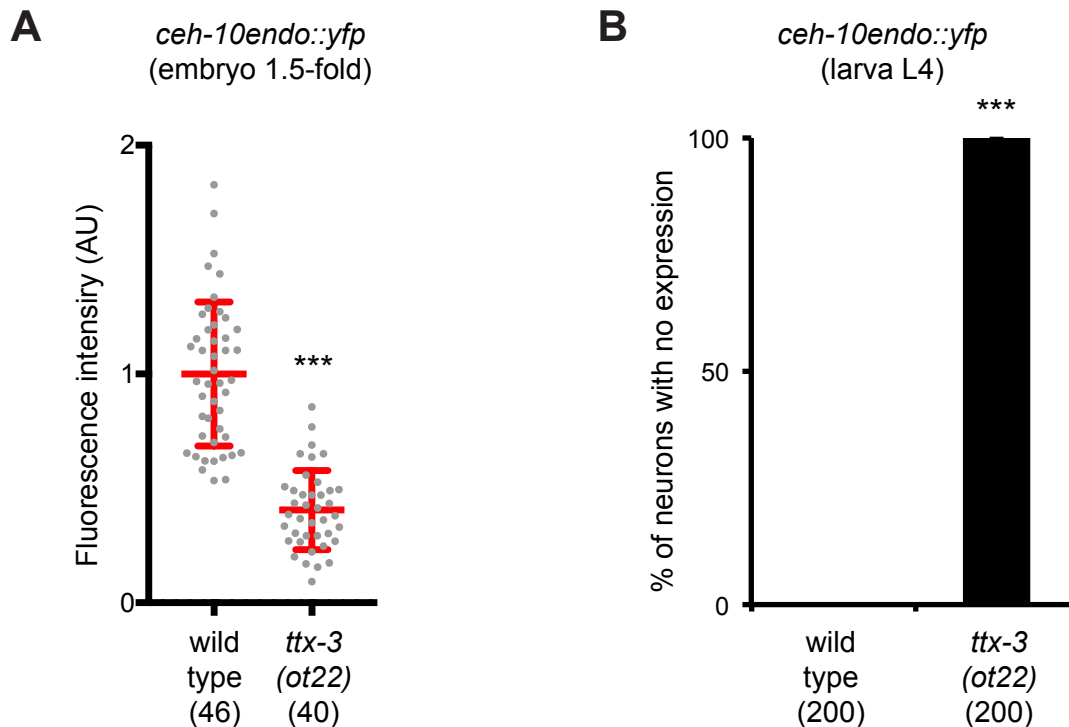 A
ceh-10endo::yfp
(embryo 1.5-fold)
Fluorescence intensiry (AU)
2
1
0
***
wild
type
(46)
ttx-3
(ot22)
(40)
B
ceh-10endo::yfp
(larva L4)
% of neurons with no expression
100
50
0
***
wild
type
(200)
ttx-3
(ot22)
(200)